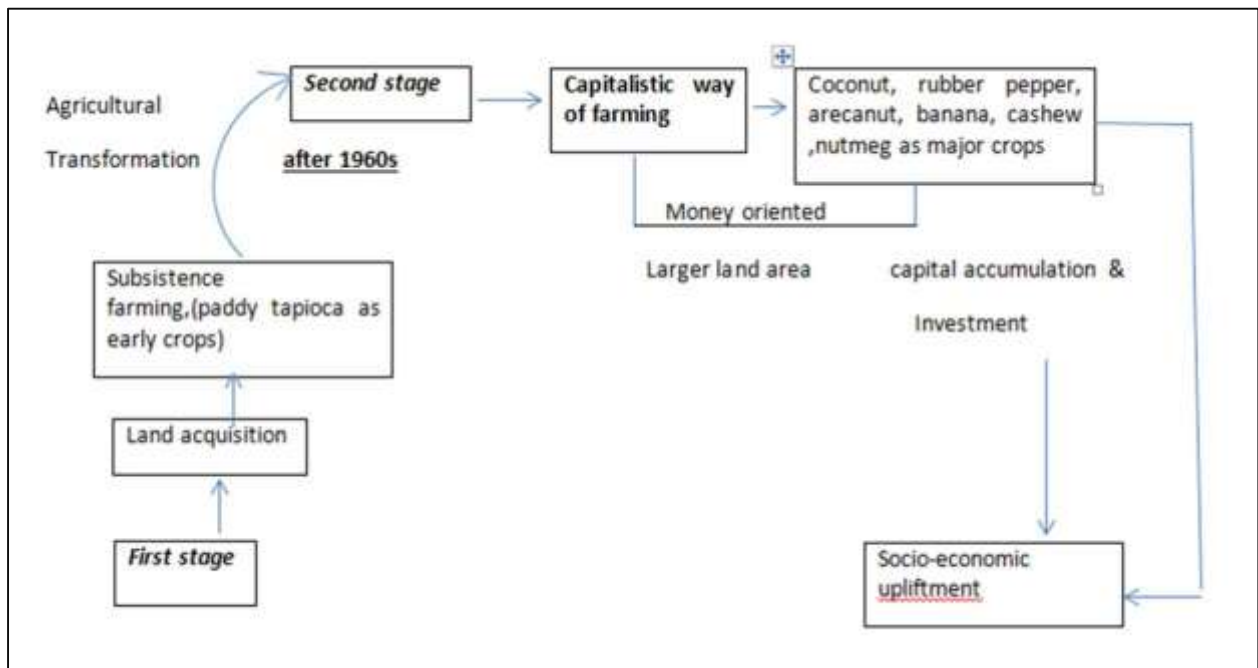 Agricultural
Transformation
Second stage
after 1960s
Capitalistic way
of farming
Coconut, rubber pepper,
arecanut, banana, cashew
,nutmeg as major crops
Money oriented
Larger land area
capital accumulation &
Investment
Subsistence
farming,(paddy tapioca as
early crops)
Land acquisition
First stage
Socio-economic
upliftment